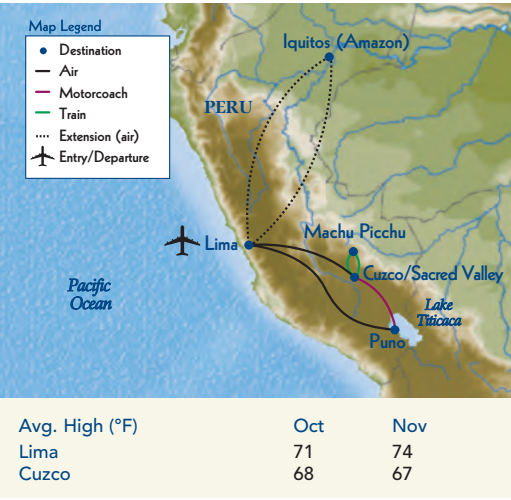 Map Legend
Destination
Air
Motorcoach
Train
Extension (air)
Entry/Departure
Iquitos (Amazon)
PERU
Lima
Machu Picchu
Cuzco/Sacred Valley
Pacific
Ocean
Lake
Titicaca
Puno
Avg. High (°F) Oct Nov
Lima 71 74
Cuzco 68 67